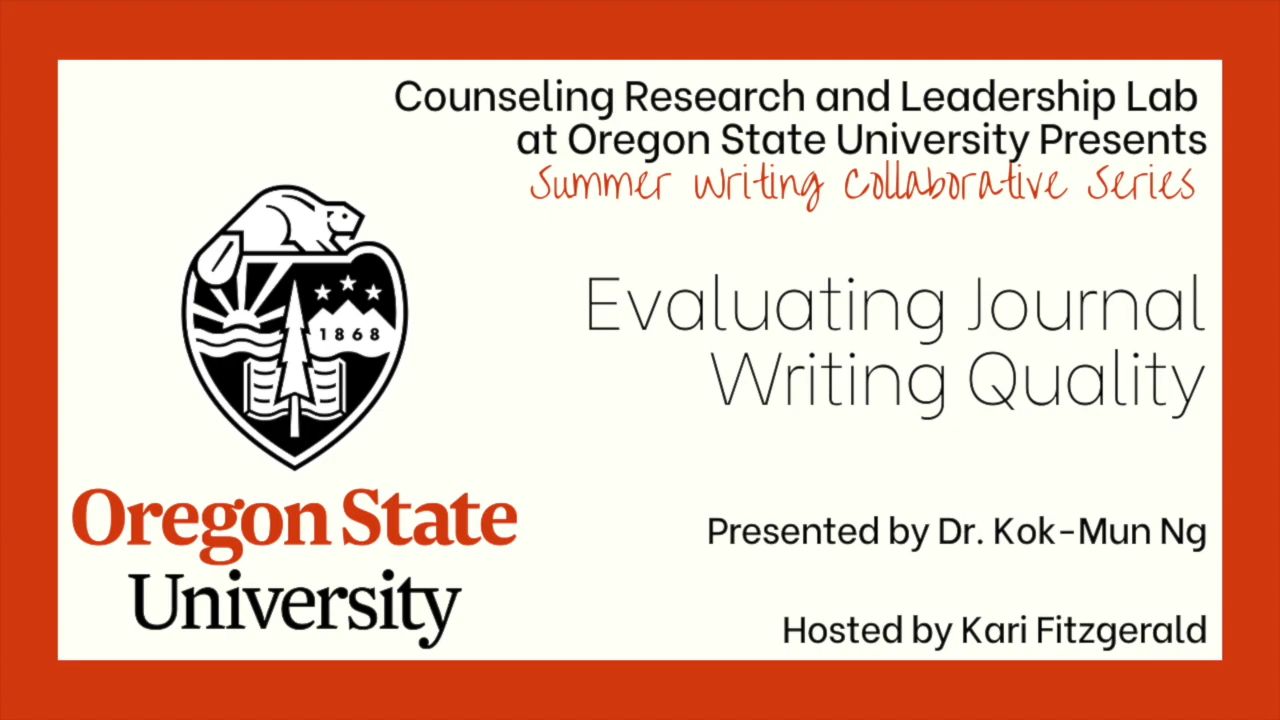 Counseling Research and Leadership Lab
at Oregon State University Presents
Summer Writing Collaborative Series
Evaluating Journal
Writing Quality
1868
Oregon State
University
Presented by Dr. Kok-Mun Ng
Hosted by Kari Fitzgerald